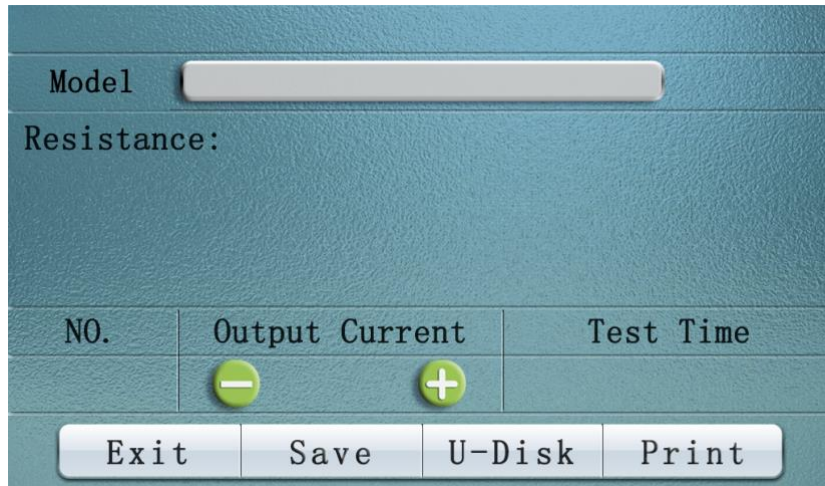 Model
Resistance:
NO. Output Current Test Time
Exit Save U-Disk Print